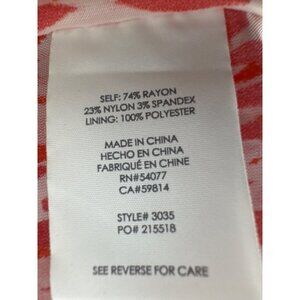 SELF: 74% RAYON
23% NYLON 3% SPANDEX
LINING: 100% POLYESTER
MADE IN CHINA
HECHO EN CHINA
FABRIQUÉ EN CHINE
RN#54077
CA#59814
STYLE# 3035
PO# 215518
SEE REVERSE FOR CARE